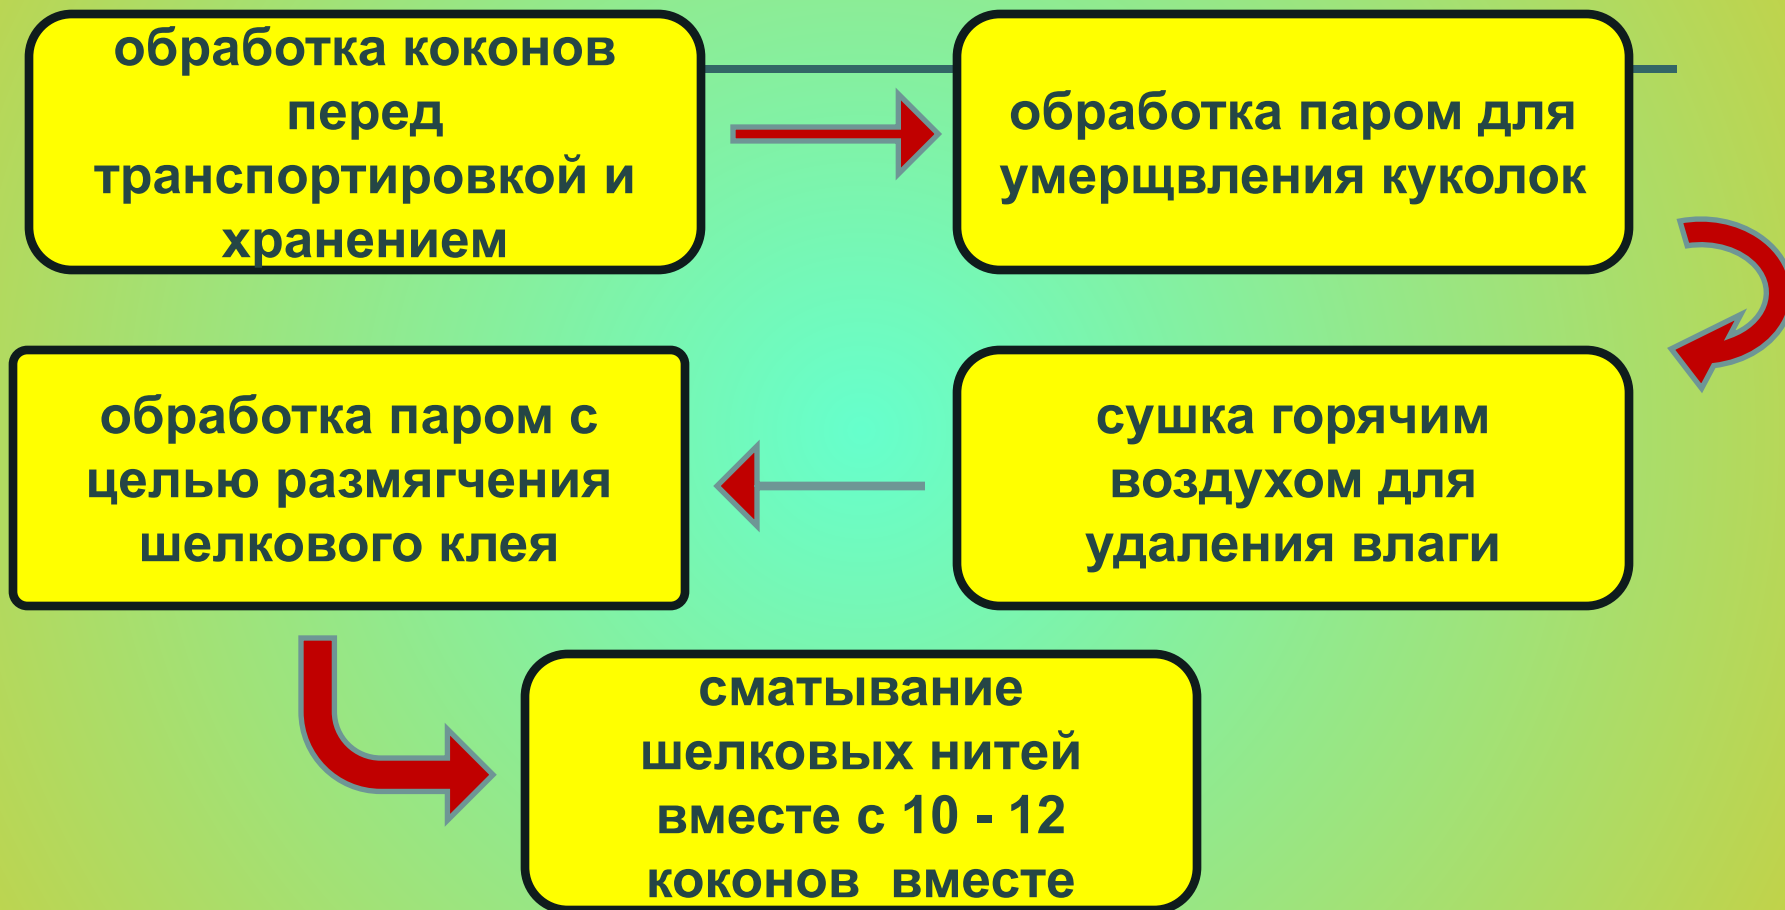 обработка коконов
перед
транспортировкой и
хранением
обработка паром для
умерщвления куколок
сушка горячим
воздухом для
удаления влаги
обработка паром с
целью размягчения
шелкового клея
сматывание
шелковых нитей
вместе с 10 - 12
коконов  вместе